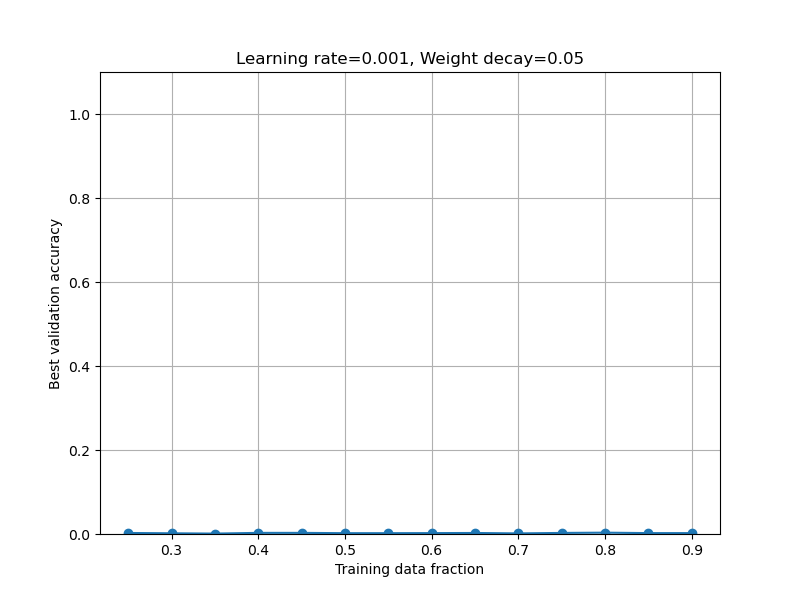 Learning rate=0.001, Weight decay=0.05
1.0
0.8
0.6
0.4
0.2
0.0
Best validation accuracy
0.3 0.4 0.5 0.6 0.7 0.8 0.9
Training data fraction